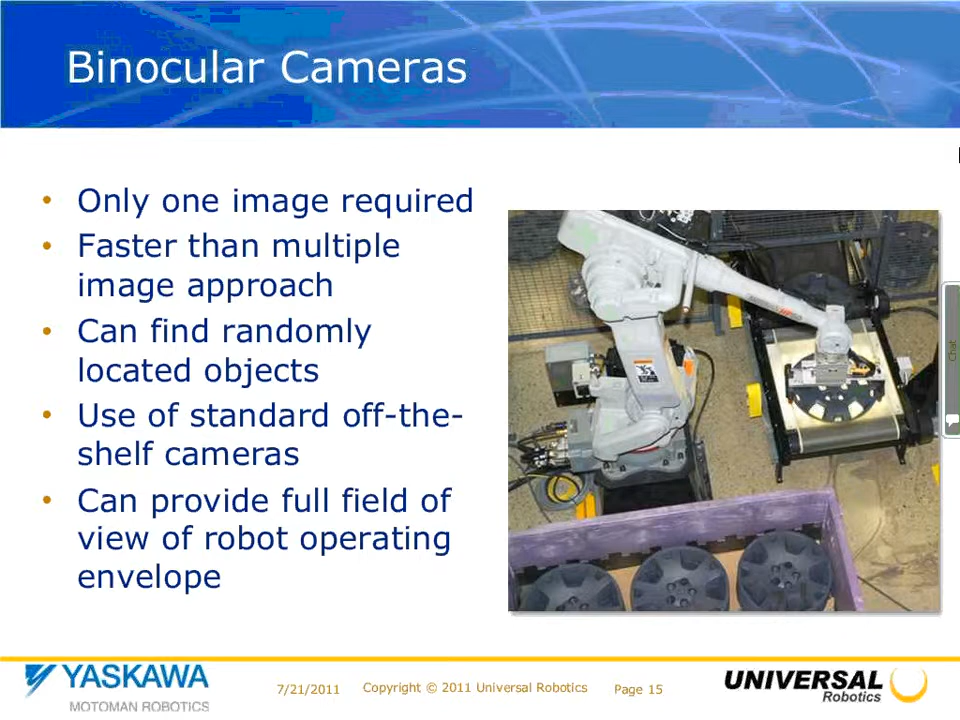 Binocular Cameras
• Only one image required
• Faster than multiple
image approach
• Can find randomly
located objects
• Use of standard off-the-
shelf cameras
• Can provide full field of
view of robot operating
envelope
Chat
YASKAWA
MOTOMAN ROBOTICS
7/21/2011
Copyright © 2011 Universal Robotics
Page 15
UNIVERSAL
Robotics